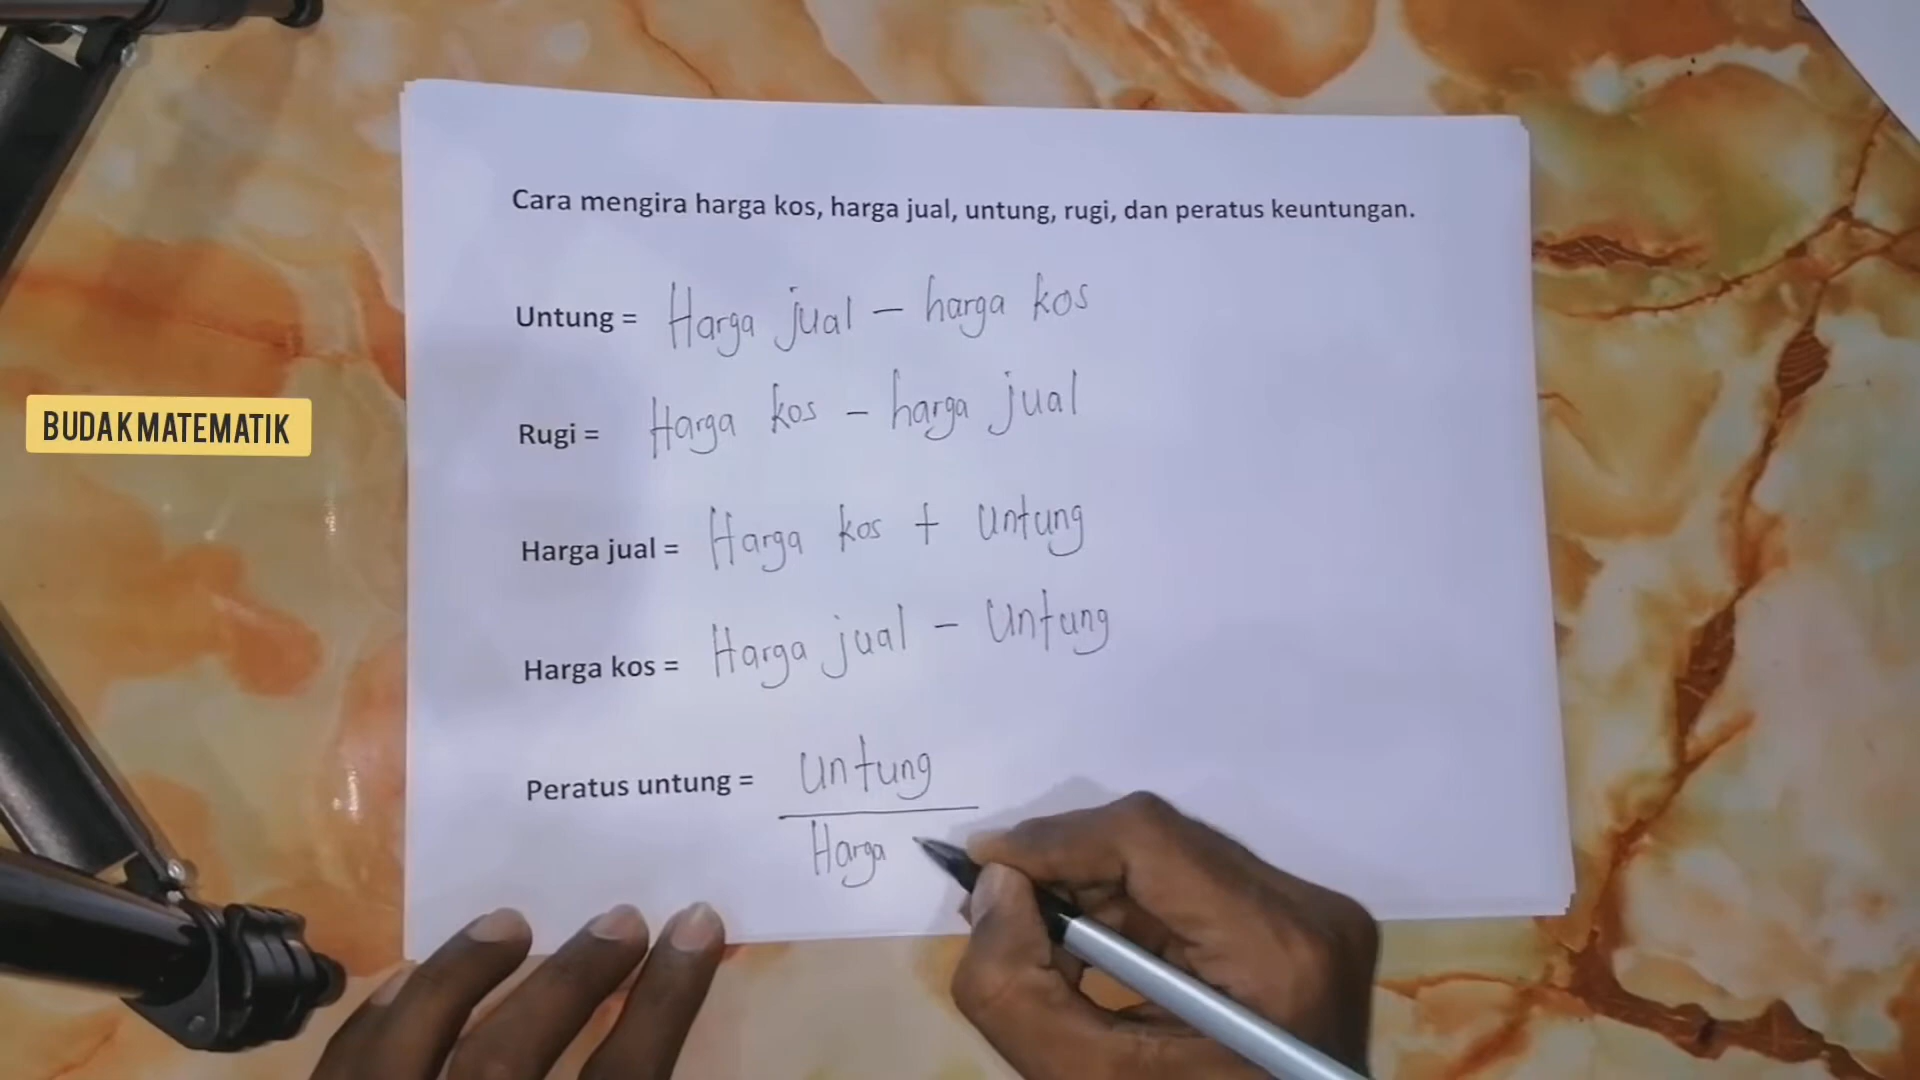 Cara mengira harga kos, harga jual, untung, rugi, dan peratus keuntungan.
Untung = Harga jual - harga kos
BUDAK MATEMATIK
Rugi = Harga kos - harga jual
Harga jual = Harga kos + Untung
Harga kos = Harga jual - Untung
Peratus untung = Untung
Harga